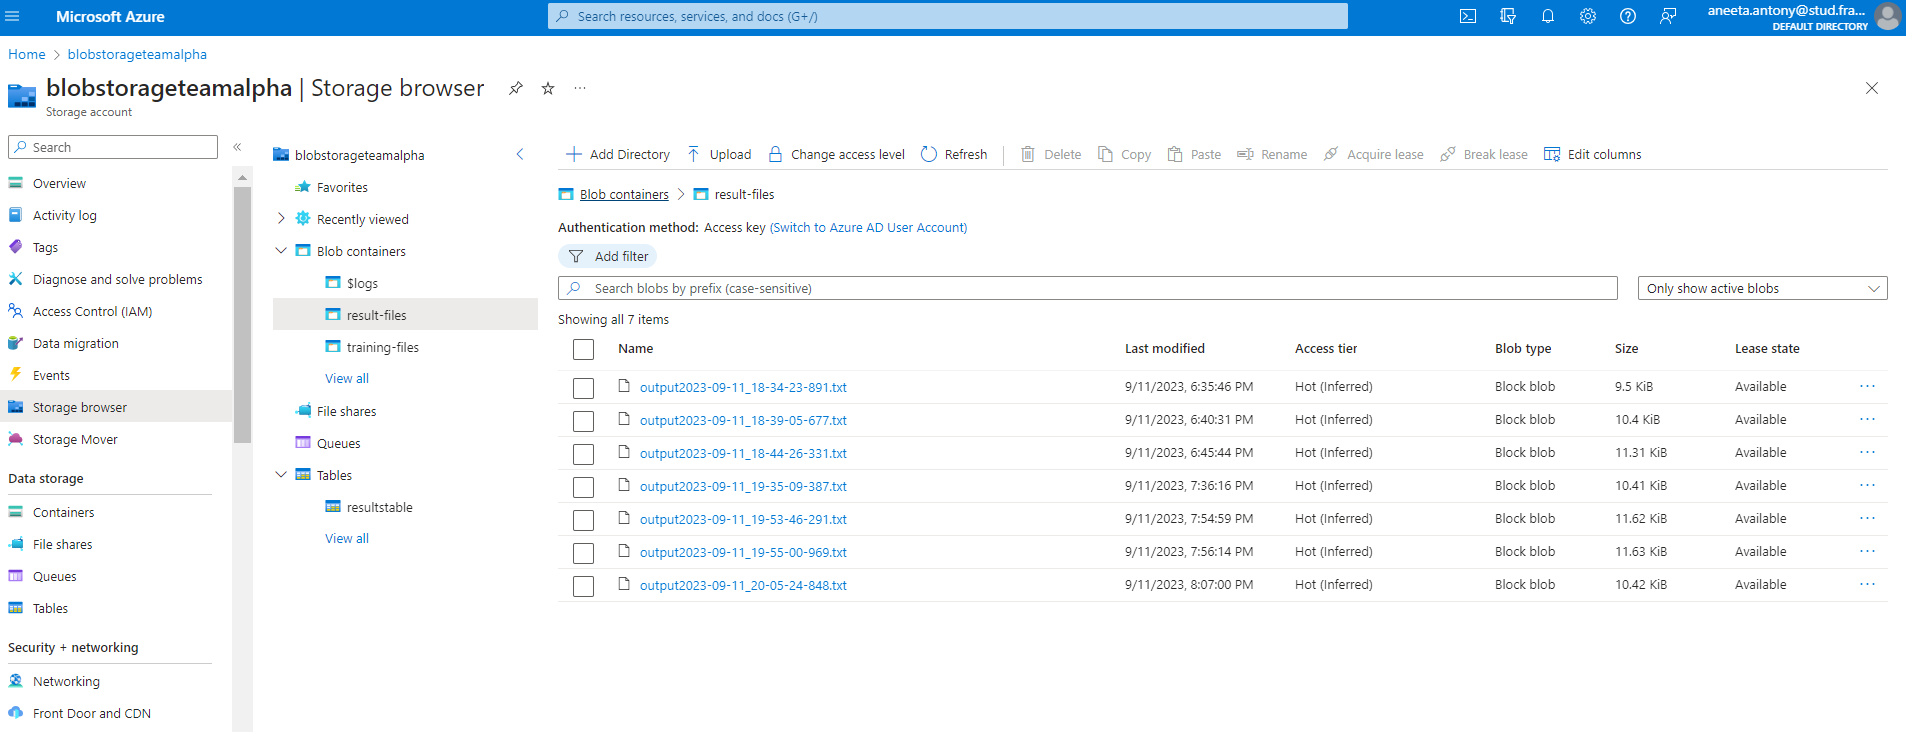 Microsoft Azure
Search resources, services, and docs (G+/)
aneeta.antony@stud.fra...
DEFAULT DIRECTORY
Home > blobstorageteamalpha
blobstorageteamalpha | Storage browser
Storage account
Search
Overview
Activity log
Tags
Diagnose and solve problems
Access Control (IAM)
Data migration
Events
Storage browser
Storage Mover
Data storage
Containers
File shares
Queues
Tables
Security + networking
Networking
Front Door and CDN
blobstorageteamalpha
Favorites
Recently viewed
Blob containers
$logs
result-files
training-files
View all
File shares
Queues
Tables
resultstable
View all
Add Directory Upload Change access level Refresh Delete Copy Paste Rename Acquire lease Break lease Edit columns
Blob containers > result-files
Authentication method: Access key (Switch to Azure AD User Account)
Add filter
Search blobs by prefix (case-sensitive) Only show active blobs
Showing all 7 items
Name Last modified Access tier Blob type Size Lease state
output2023-09-11_18-34-23-891.txt 9/11/2023, 6:35:46 PM Hot (Inferred) Block blob 9.5 KiB Available
output2023-09-11_18-39-05-677.txt 9/11/2023, 6:40:31 PM Hot (Inferred) Block blob 10.4 KiB Available
output2023-09-11_18-44-26-331.txt 9/11/2023, 6:45:44 PM Hot (Inferred) Block blob 11.31 KiB Available
output2023-09-11_19-35-09-387.txt 9/11/2023, 7:36:16 PM Hot (Inferred) Block blob 10.41 KiB Available
output2023-09-11_19-53-46-291.txt 9/11/2023, 7:54:59 PM Hot (Inferred) Block blob 11.62 KiB Available
output2023-09-11_19-55-00-969.txt 9/11/2023, 7:56:14 PM Hot (Inferred) Block blob 11.63 KiB Available
output2023-09-11_20-05-24-848.txt 9/11/2023, 8:07:00 PM Hot (Inferred) Block blob 10.42 KiB Available